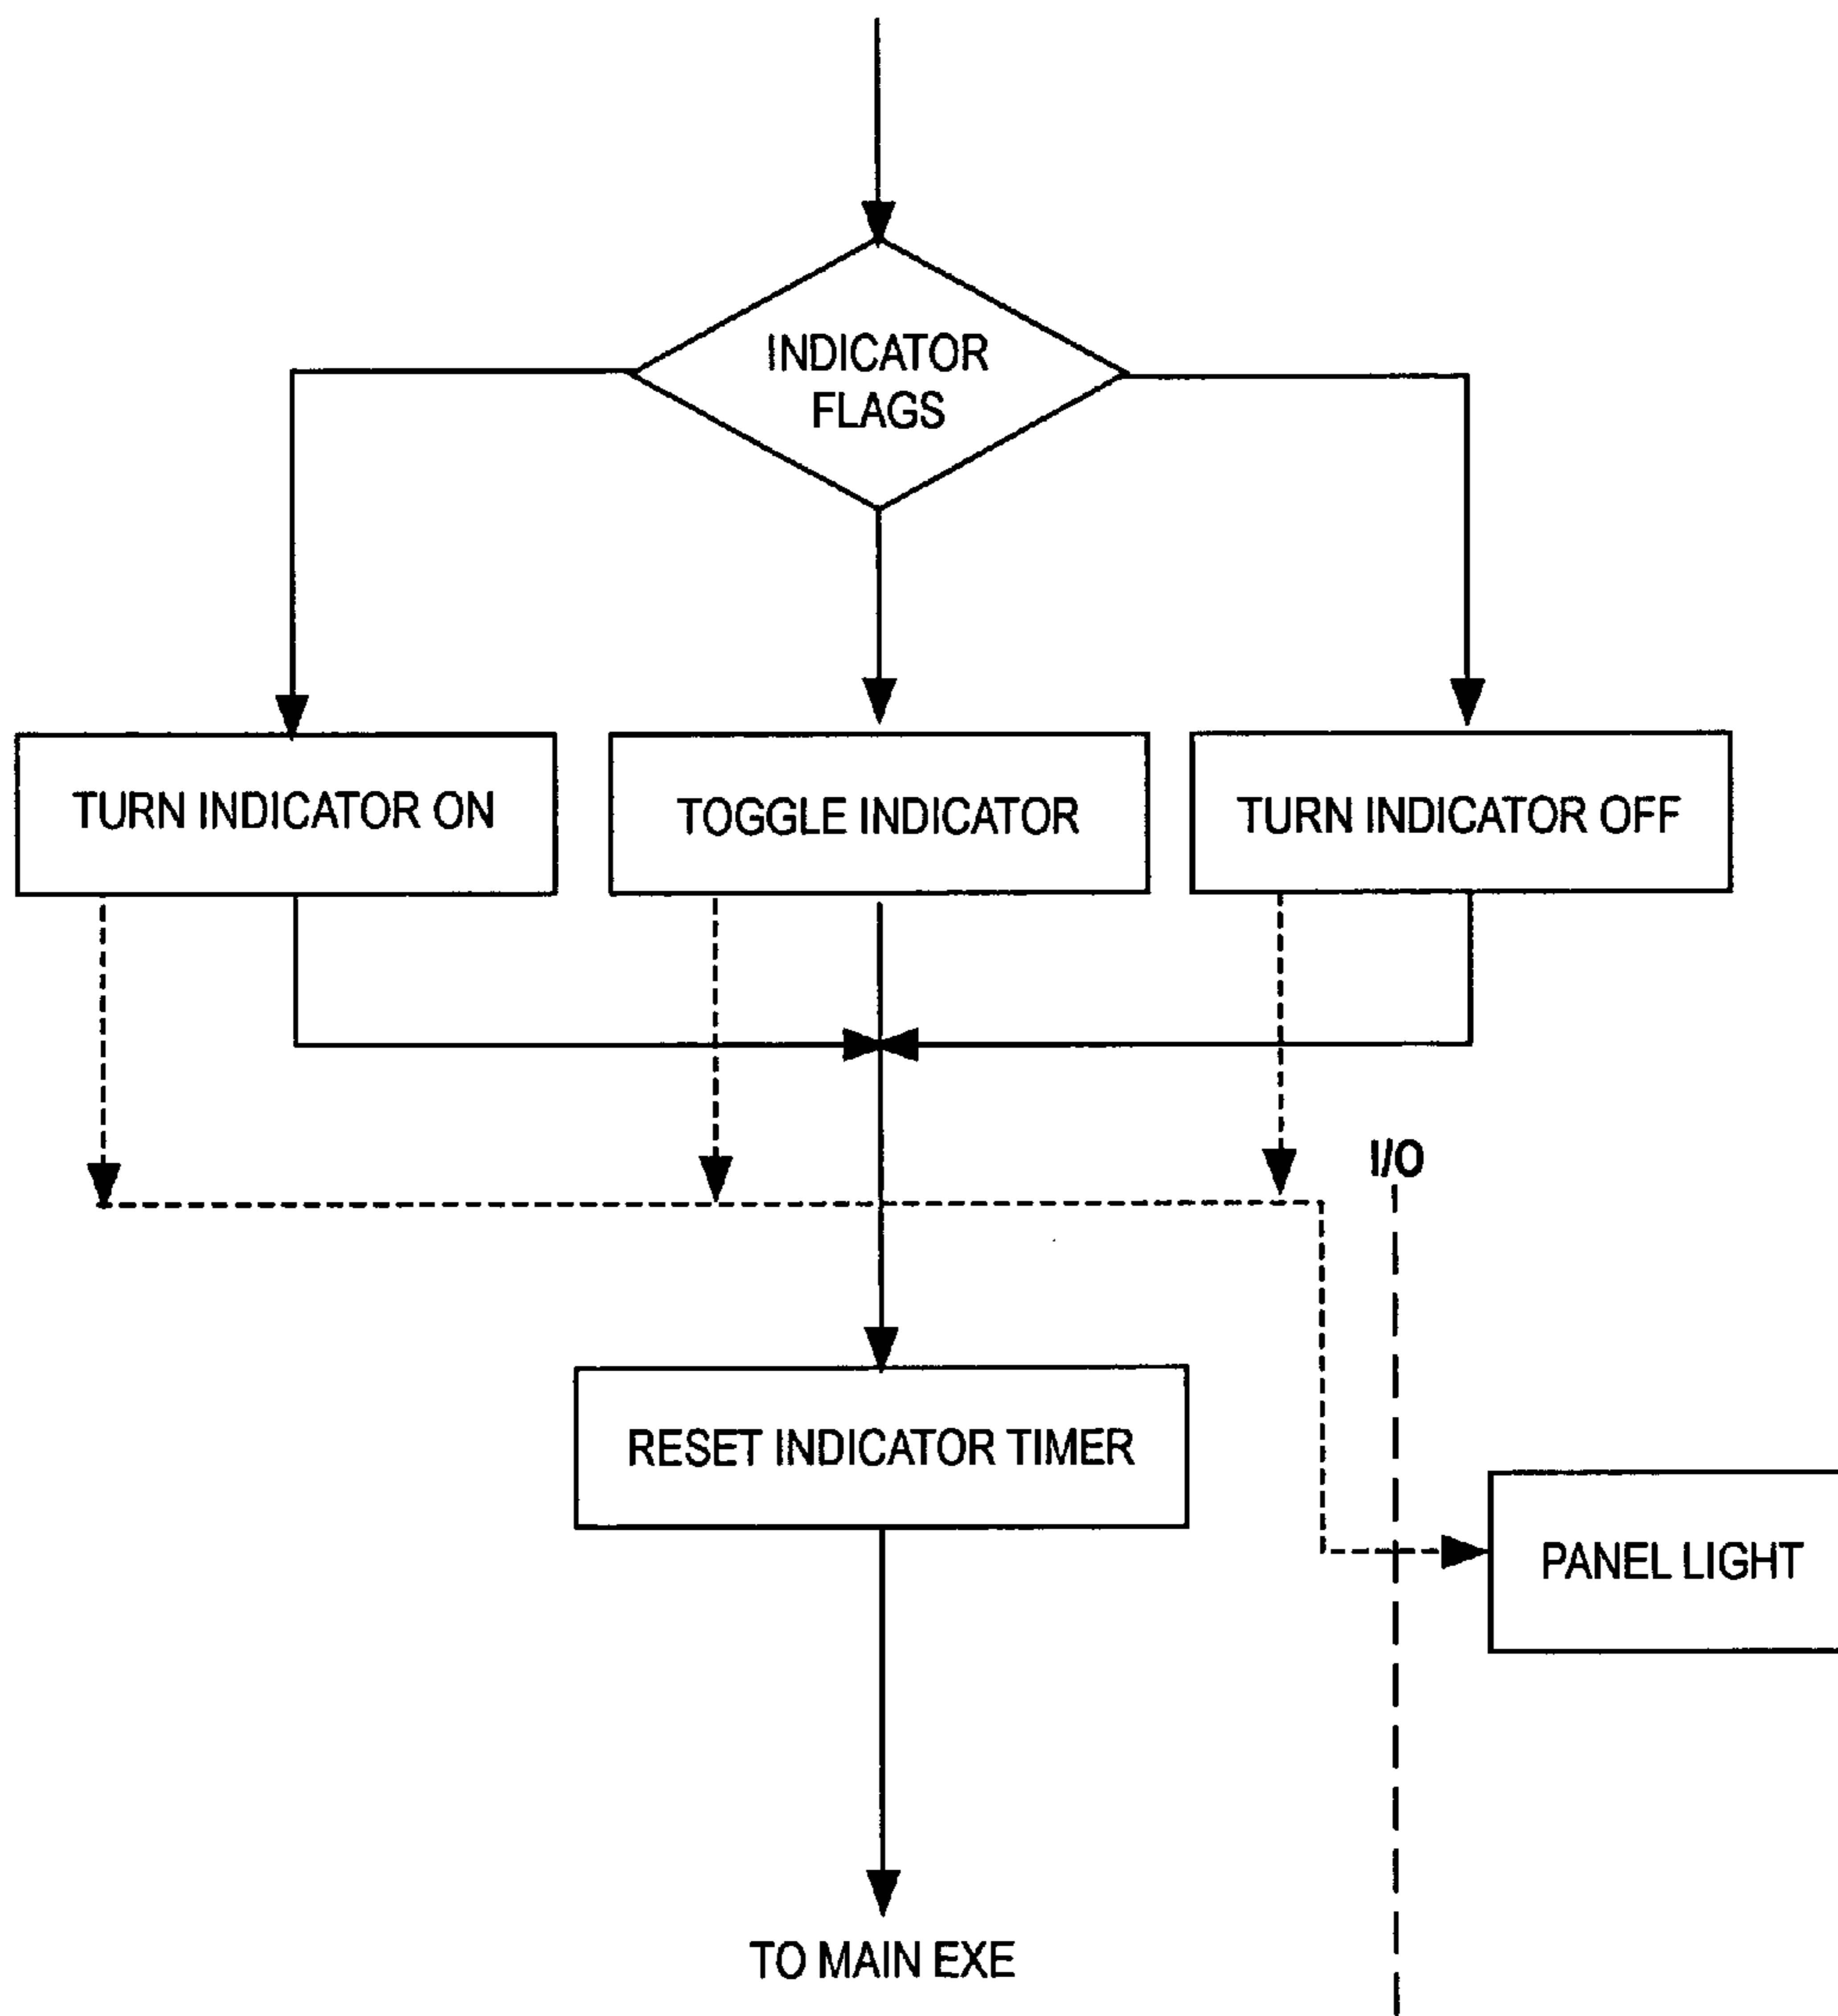 INDICATOR
FLAGS
TURN INDICATOR ON
TOGGLE INDICATOR
TURN INDICATOR OFF
I/O
RESET INDICATOR TIMER
PANEL LIGHT
TO MAIN EXE